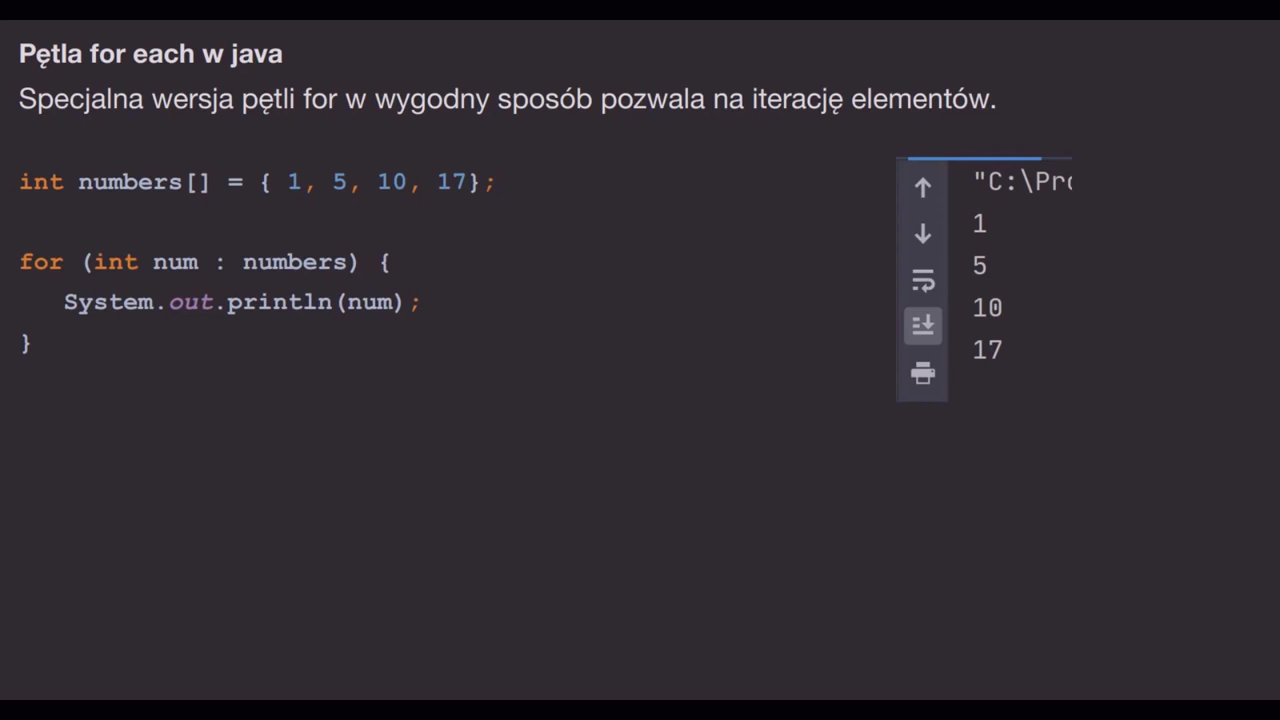 Pętla for each w java
Specjalna wersja pętli for w wygodny sposób pozwala na iterację elementów.
int numbers[] = { 1, 5, 10, 17};
for (int num : numbers) {
System.out.println(num);
}
"C:\Pro
1
5
10
17